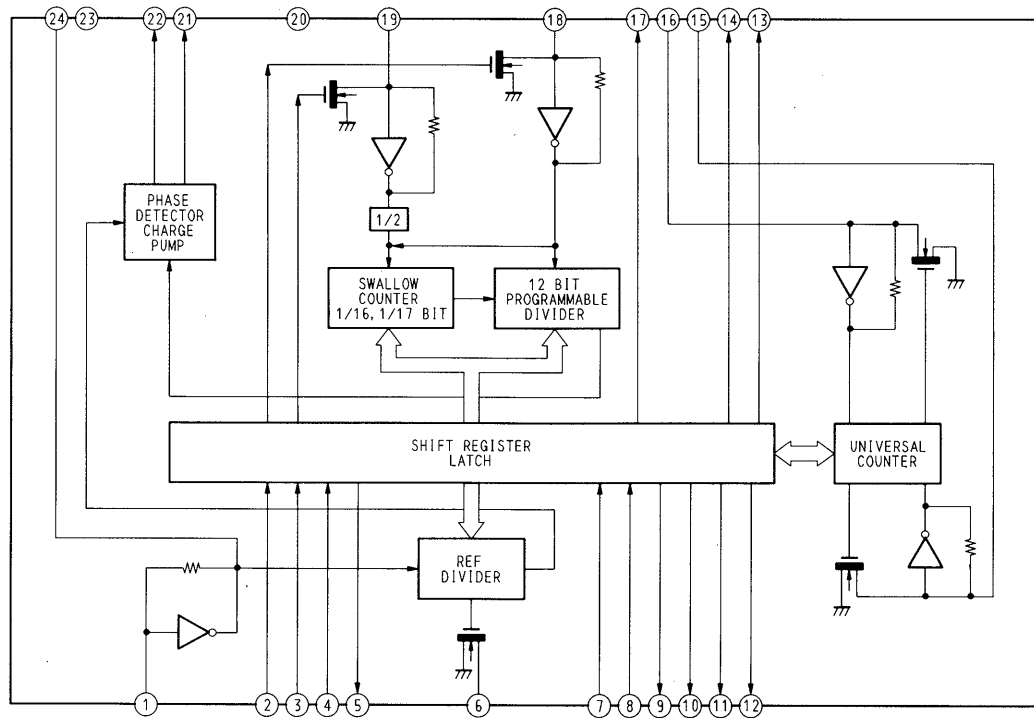 24 23 22 21 20 19 18 17 16 15 14 13
PHASE
DETECTOR
CHARGE
PUMP
1/2
SWALLOW
COUNTER
1/16, 1/17 BIT
12 BIT
PROGRAMMABLE
DIVIDER
SHIFT REGISTER
LATCH
UNIVERSAL
COUNTER
REF
DIVIDER
1 2 3 4 5 6 7 8 9 10 11 12